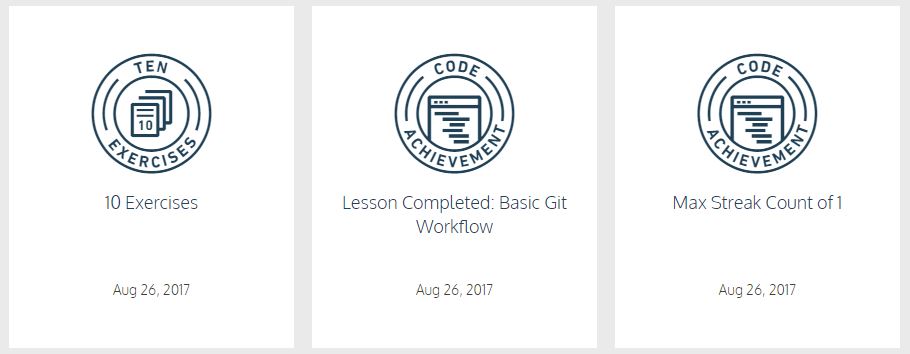 TEN
10
EXERCISES
10 Exercises
Aug 26, 2017
CODE
ACHIEVEMENT
Lesson Completed: Basic Git
Workflow
Aug 26, 2017
CODE
ACHIEVEMENT
Max Streak Count of 1
Aug 26, 2017